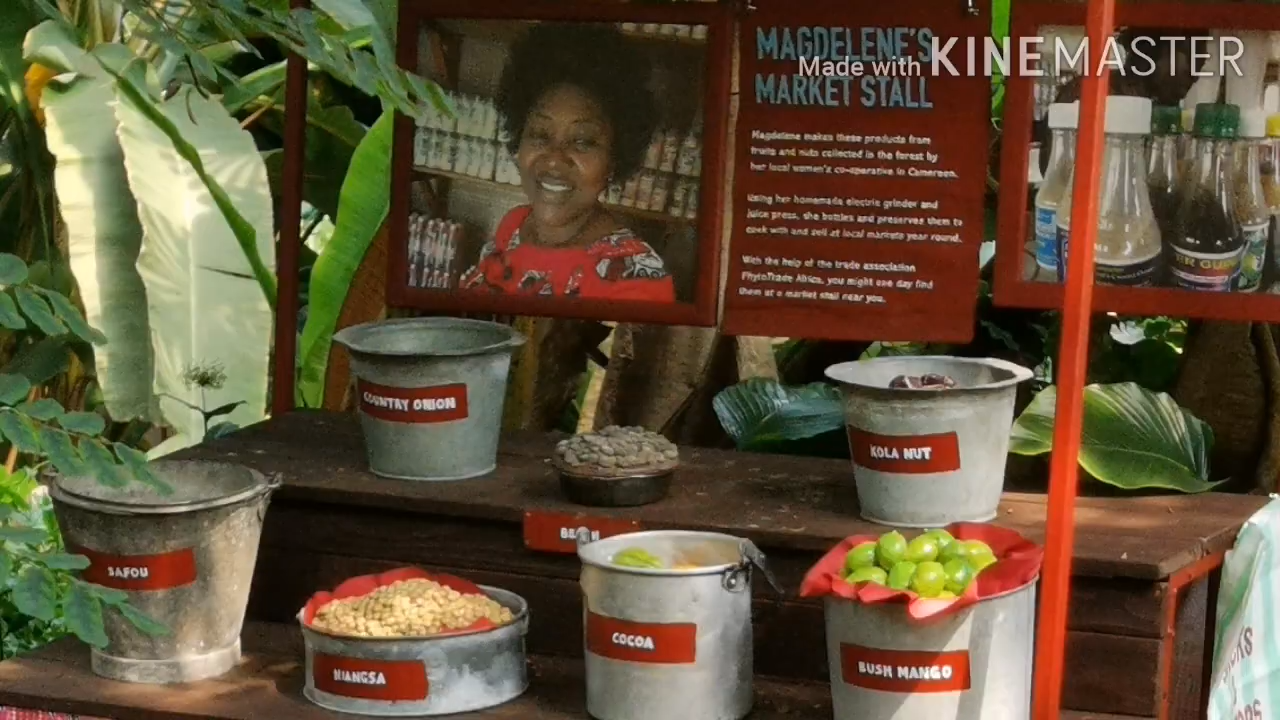 MAGDELENE'S
MARKET STALL
Made with KINEMASTER
Magdelene makes these products from
fruits and nuts collected in the forest by
her local women's co-operative in Cameroon.
Using her homemade electric grinder and
juice press, she bottles and preserves them to
cook with and sell at local markets year round.
With the help of the trade association
PhytoTrade Africa, you might one day find
them at a market stall near you.
COUNTRY ONION
KOLA NUT
SAFOU
NJANGSA
COCOA
BUSH MANGO